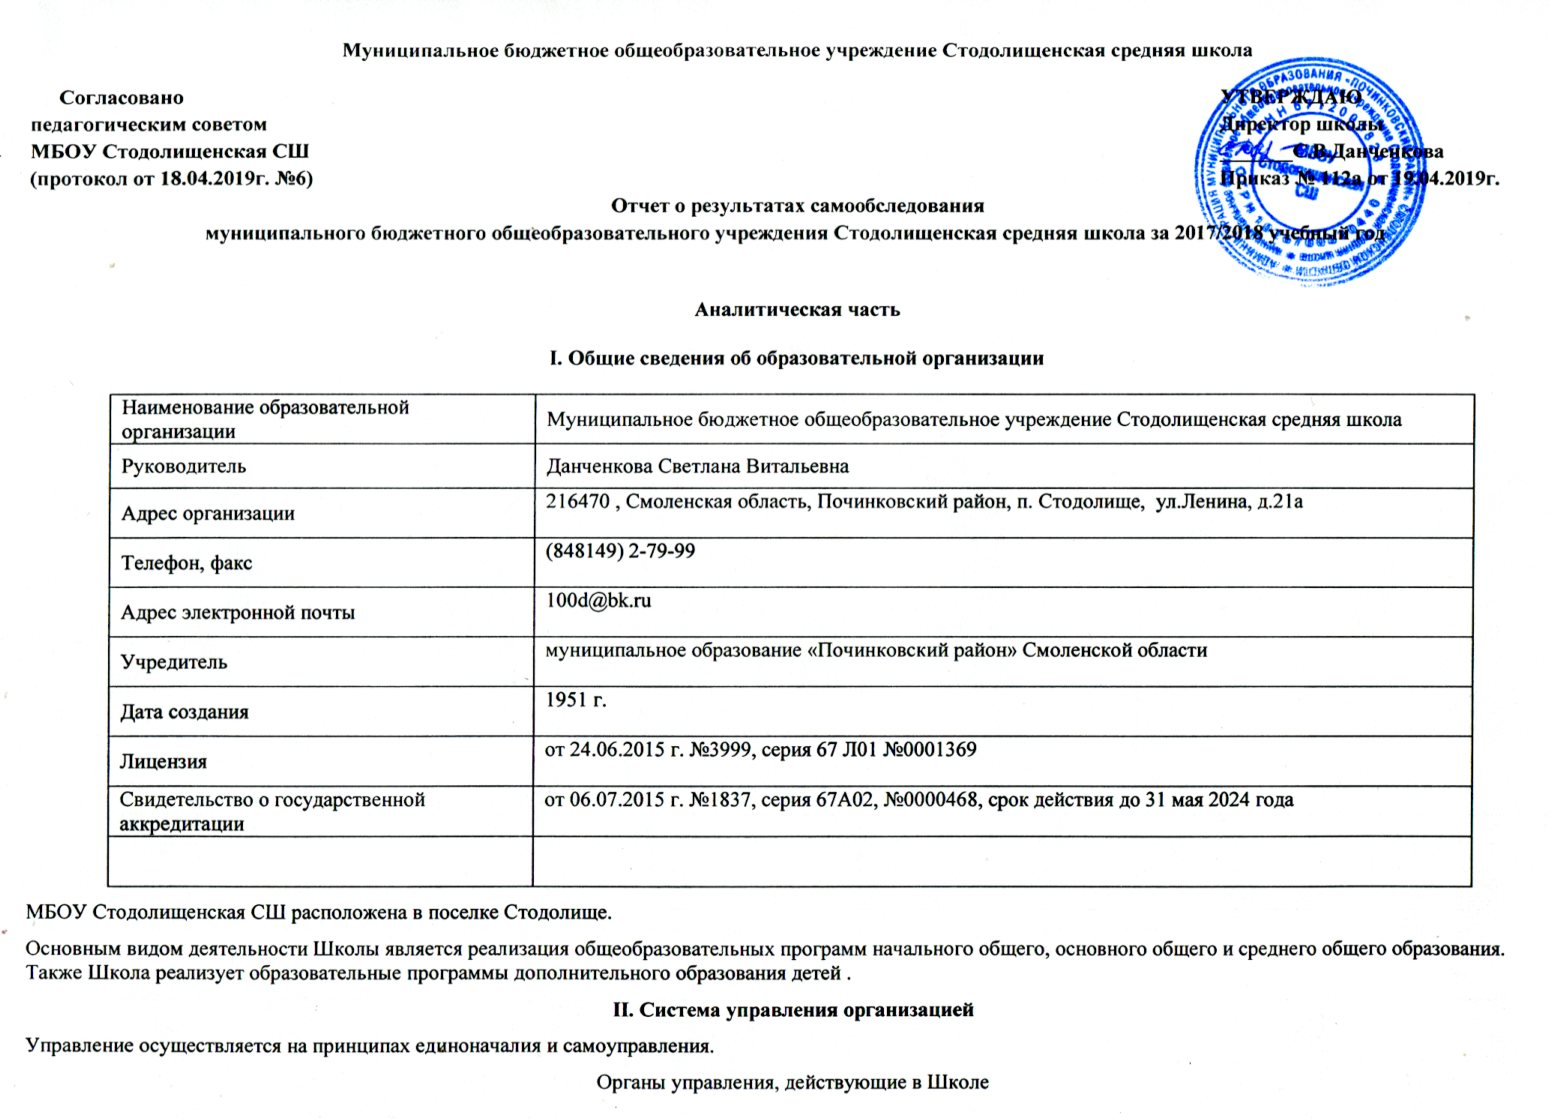 Муниципальное бюджетное общеобразовательное учреждение Стодолищенская средняя школа
Согласовано
педагогическим советом
МБОУ Стодолищенская СШ
(протокол от 18.04.2019г. №6)
УТВЕРЖДАЮ
Директор школы
С.В.Данченкова
Приказ № 112а от 19.04.2019г.
Отчет о результатах самообследования
муниципального бюджетного общеобразовательного учреждения Стодолищенская средняя школа за 2017/2018 учебный год
Аналитическая часть
I. Общие сведения об образовательной организации
Наименование образовательной
организации
Муниципальное бюджетное общеобразовательное учреждение Стодолищенская средняя школа
Руководитель
Данченкова Светлана Витальевна
Адрес организации
216470 , Смоленская область, Починковский район, п. Стодолище,  ул.Ленина, д.21а
Телефон, факс
(848149) 2-79-99
Адрес электронной почты
100d@bk.ru
Учредитель
муниципальное образование «Починковский район» Смоленской области
Дата создания
1951 г.
Лицензия
от 24.06.2015 г. №3999, серия 67 Л01 №0001369
Свидетельство о государственной
аккредитации
от 06.07.2015 г. №1837, серия 67А02, №0000468, срок действия до 31 мая 2024 года
МБОУ Стодолищенская СШ расположена в поселке Стодолище.
Основным видом деятельности Школы является реализация общеобразовательных программ начального общего, основного общего и среднего общего образования.
Также Школа реализует образовательные программы дополнительного образования детей .
II. Система управления организацией
Управление осуществляется на принципах единоначалия и самоуправления.
Органы управления, действующие в Школе